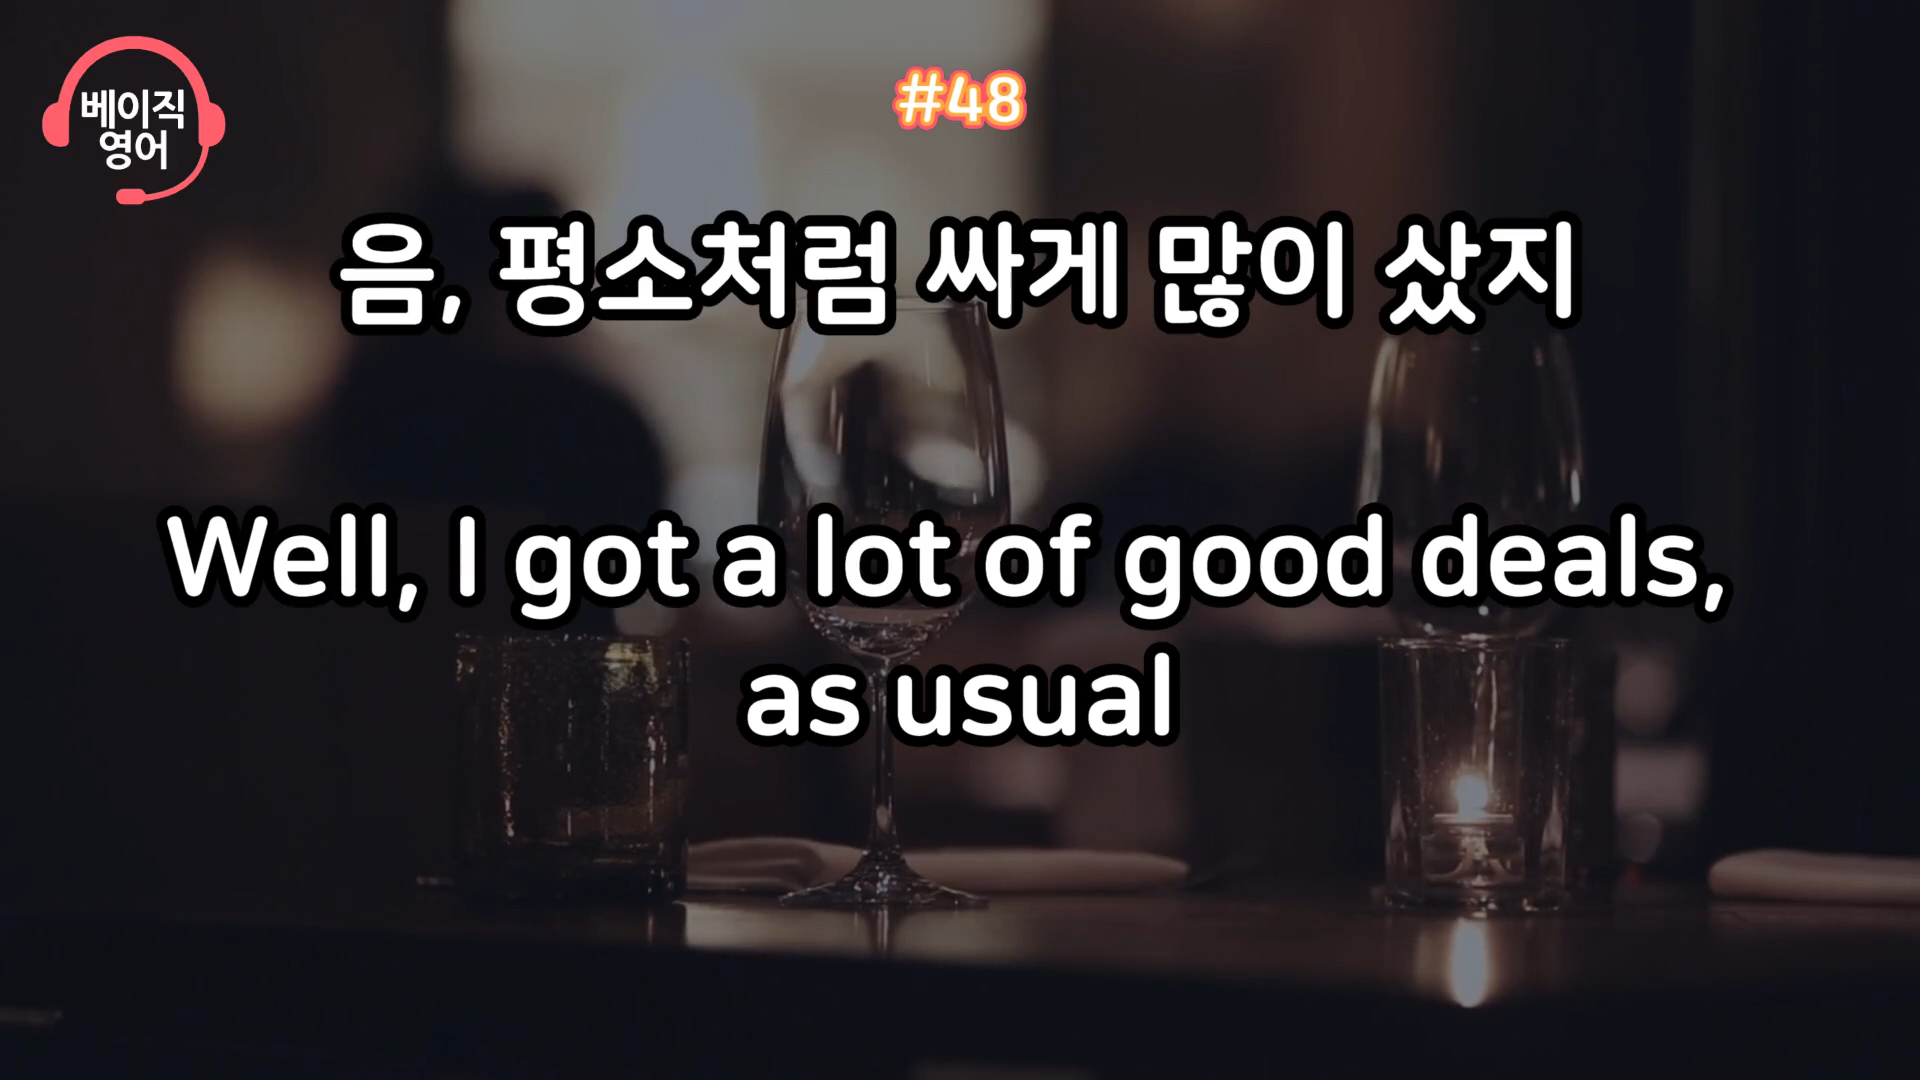 베이직
영어
#48
음, 평소처럼 싸게 많이 샀지
Well, I got a lot of good deals,
as usual